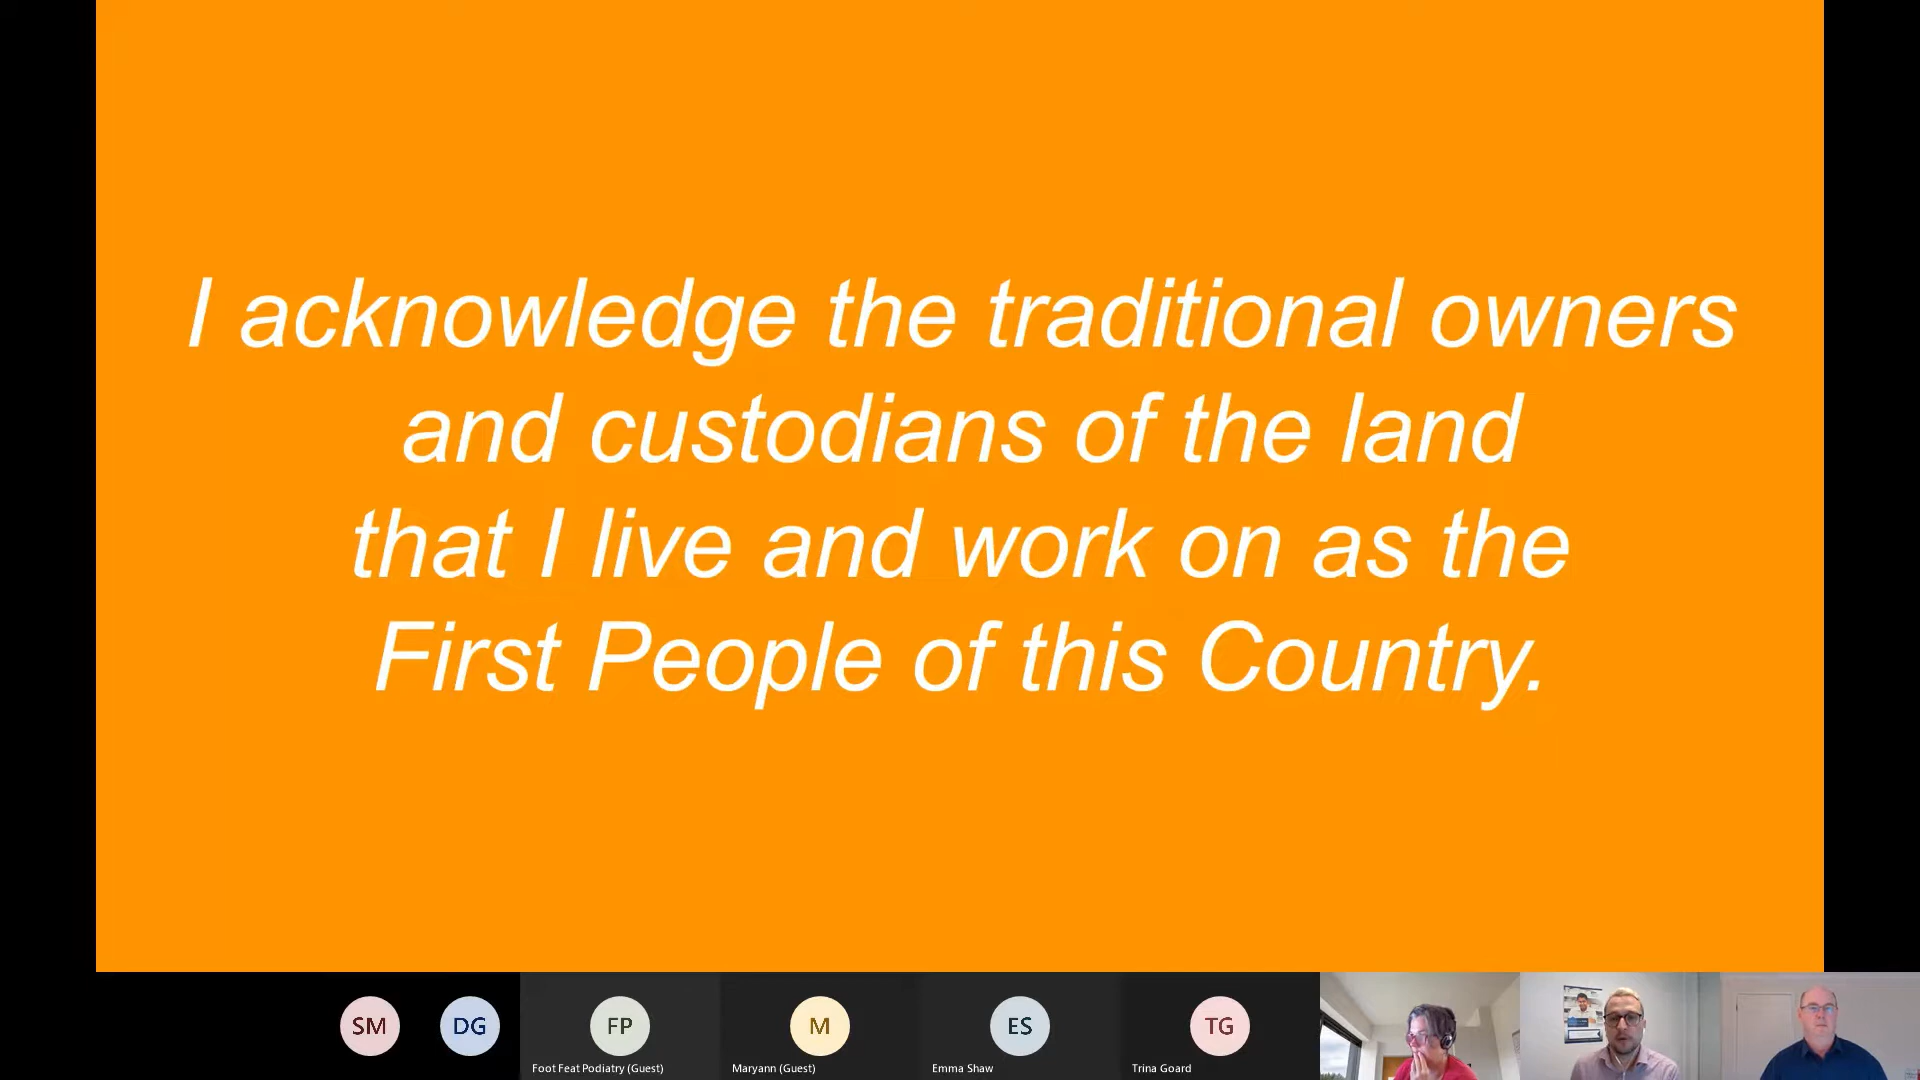 I acknowledge the traditional owners
and custodians of the land
that I live and work on as the
First People of this Country.
SM
DG
FP
M
ES
TG
Foot Feat Podiatry (Guest)
Maryann (Guest)
Emma Shaw
Trina Goard